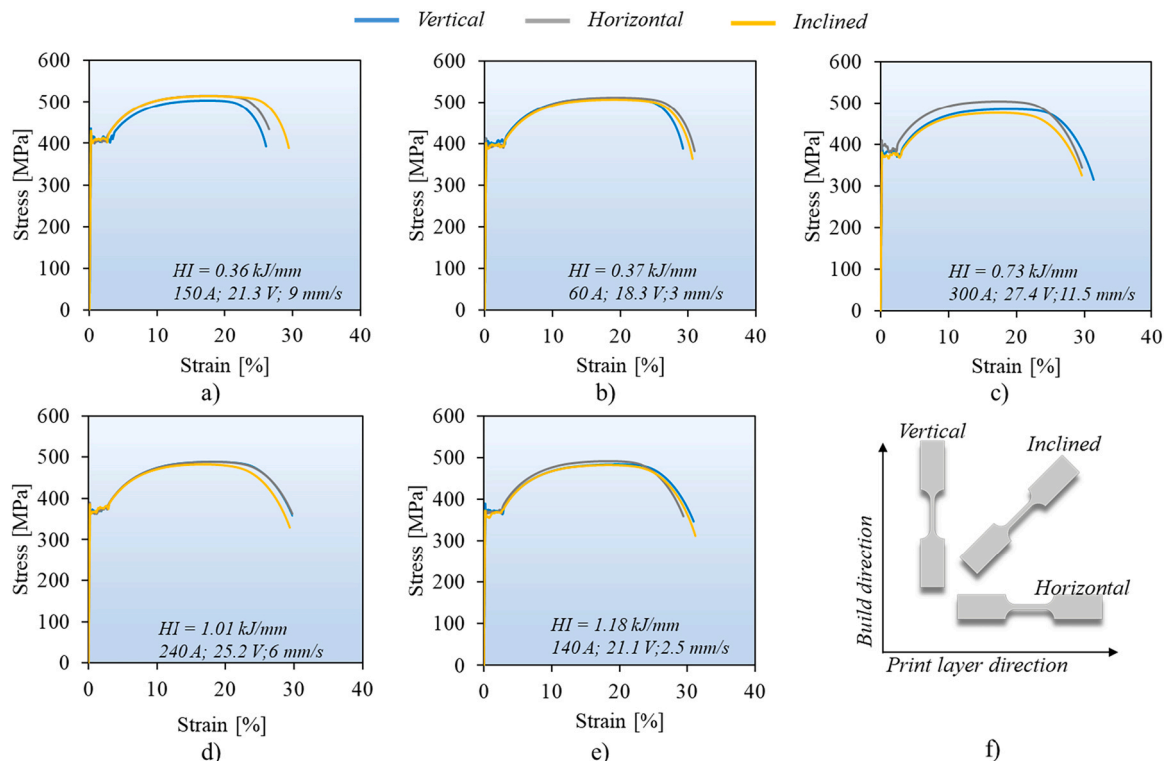 Vertical Horizontal Inclined
600
500
400
300
200
100
0
Stress [MPa]
HI = 0.36 kJ/mm
150 A; 21.3 V; 9 mm/s
0 10 20 30 40
Strain [%]
a)
600
500
400
300
200
100
0
Stress [MPa]
HI = 0.37 kJ/mm
60 A; 18.3 V;3 mm/s
0 10 20 30 40
Strain [%]
b)
600
500
400
300
200
100
0
Stress [MPa]
HI = 0.73 kJ/mm
300 A; 27.4 V;11.5 mm/s
0 10 20 30 40
Strain [%]
c)
600
500
400
300
200
100
0
Stress [MPa]
HI = 1.01 kJ/mm
240 A; 25.2 V;6 mm/s
0 10 20 30 40
Strain [%]
d)
600
500
400
300
200
100
0
Stress [MPa]
HI = 1.18 kJ/mm
140 A; 21.1 V;2.5 mm/s
0 10 20 30 40
Strain [%]
e)
Vertical
Inclined
Horizontal
Build direction
Print layer direction
f)